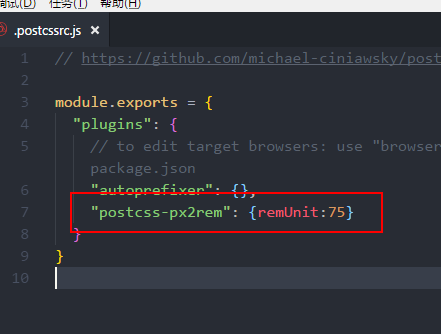 调试(D) 任务(T) 帮助(H)
.postcssrc.js ×
1 // https://github.com/michael-ciniawsky/post
2
3 module.exports = {
4 "plugins": {
5 // to edit target browsers: use "browser
package.json
6 "autoprefixer": {},
7 "postcss-px2rem": {remUnit:75}
8 }
9 }
10